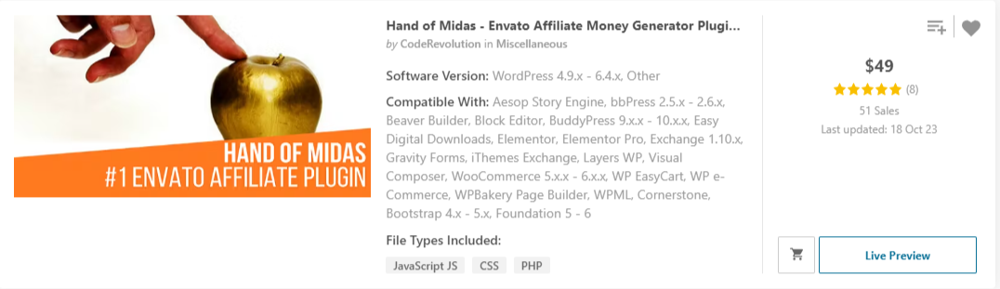 HAND OF MIDAS
#1 ENVATO AFFILIATE PLUGIN
Hand of Midas - Envato Affiliate Money Generator Plugi...
by CodeRevolution in Miscellaneous
Software Version: WordPress 4.9.x - 6.4.x, Other
Compatible With: Aesop Story Engine, bbPress 2.5.x - 2.6.x,
Beaver Builder, Block Editor, BuddyPress 9.x.x - 10.x.x, Easy
Digital Downloads, Elementor, Elementor Pro, Exchange 1.10.x,
Gravity Forms, iThemes Exchange, Layers WP, Visual
Composer, WooCommerce 5.x.x - 6.x.x, WP EasyCart, WP e-
Commerce, WPBakery Page Builder, WPML, Cornerstone,
Bootstrap 4.x - 5.x, Foundation 5 - 6
File Types Included:
JavaScript JS CSS PHP
$49
(8)
51 Sales
Last updated: 18 Oct 23
Live Preview